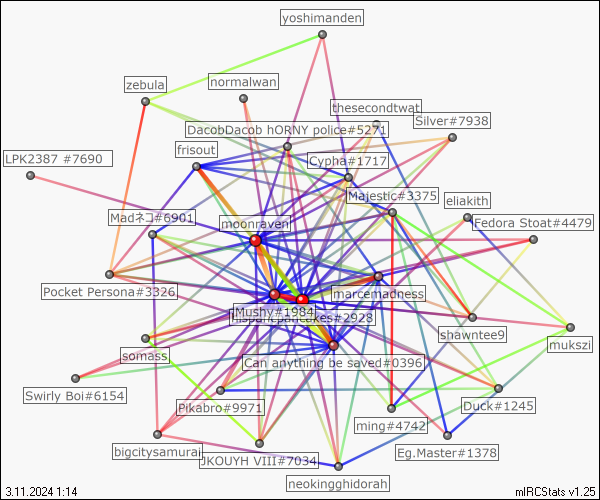 yoshimanden
normalwan
zebula
thesecondtwat
Silver#7938
DacobDacob hORNY police#5271
frisout
LPK2387 #7690
Cypha#1717
Majestic#3375
eliakith
Madネコ#6901
moonraven
Fedora Stoat#4479
Pocket Persona#3326
marcemadness
Mushy#1984
#2928
shawntee9
mukszi
somass
Can anything be saved#0396
Swirly Boi#6154
Pikabro#9971
Duck#1245
ming#4742
bigcitysamurai
JKOUYH VIII#7034
Eg.Master#1378
neokingghidorah
3.11.2024 1:14
mIRCStats v1.25